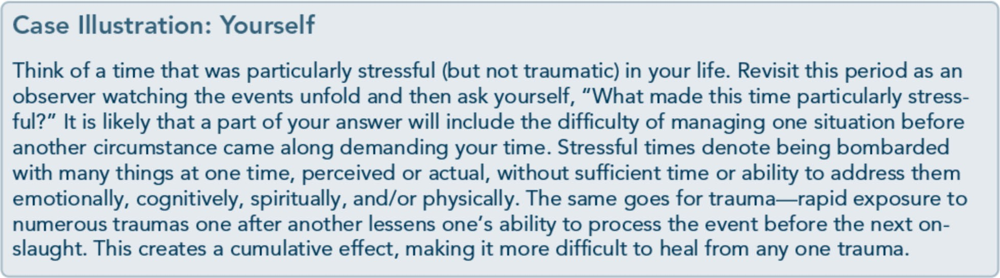 Case Illustration: Yourself
Think of a time that was particularly stressful (but not traumatic) in your life. Revisit this period as an
observer watching the events unfold and then ask yourself, “What made this time particularly stress-
ful?” It is likely that a part of your answer will include the difficulty of managing one situation before
another circumstance came along demanding your time. Stressful times denote being bombarded
with many things at one time, perceived or actual, without sufficient time or ability to address them
emotionally, cognitively, spiritually, and/or physically. The same goes for trauma—rapid exposure to
numerous traumas one after another lessens one’s ability to process the event before the next on-
slaught. This creates a cumulative effect, making it more difficult to heal from any one trauma.